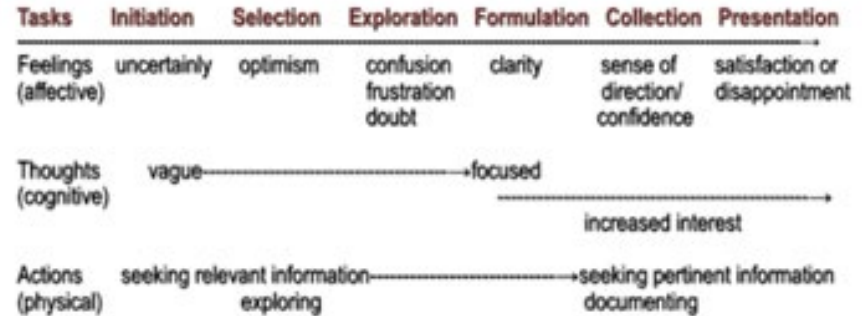 Tasks Initiation Selection Exploration Formulation Collection Presentation
Feelings uncertainly optimism confusion clarity sense of satisfaction or
(affective) frustration direction/ disappointment
doubt confidence
Thoughts vague focused
(cognitive)
increased interest
Actions seeking relevant information seeking pertinent information
(physical) exploring documenting